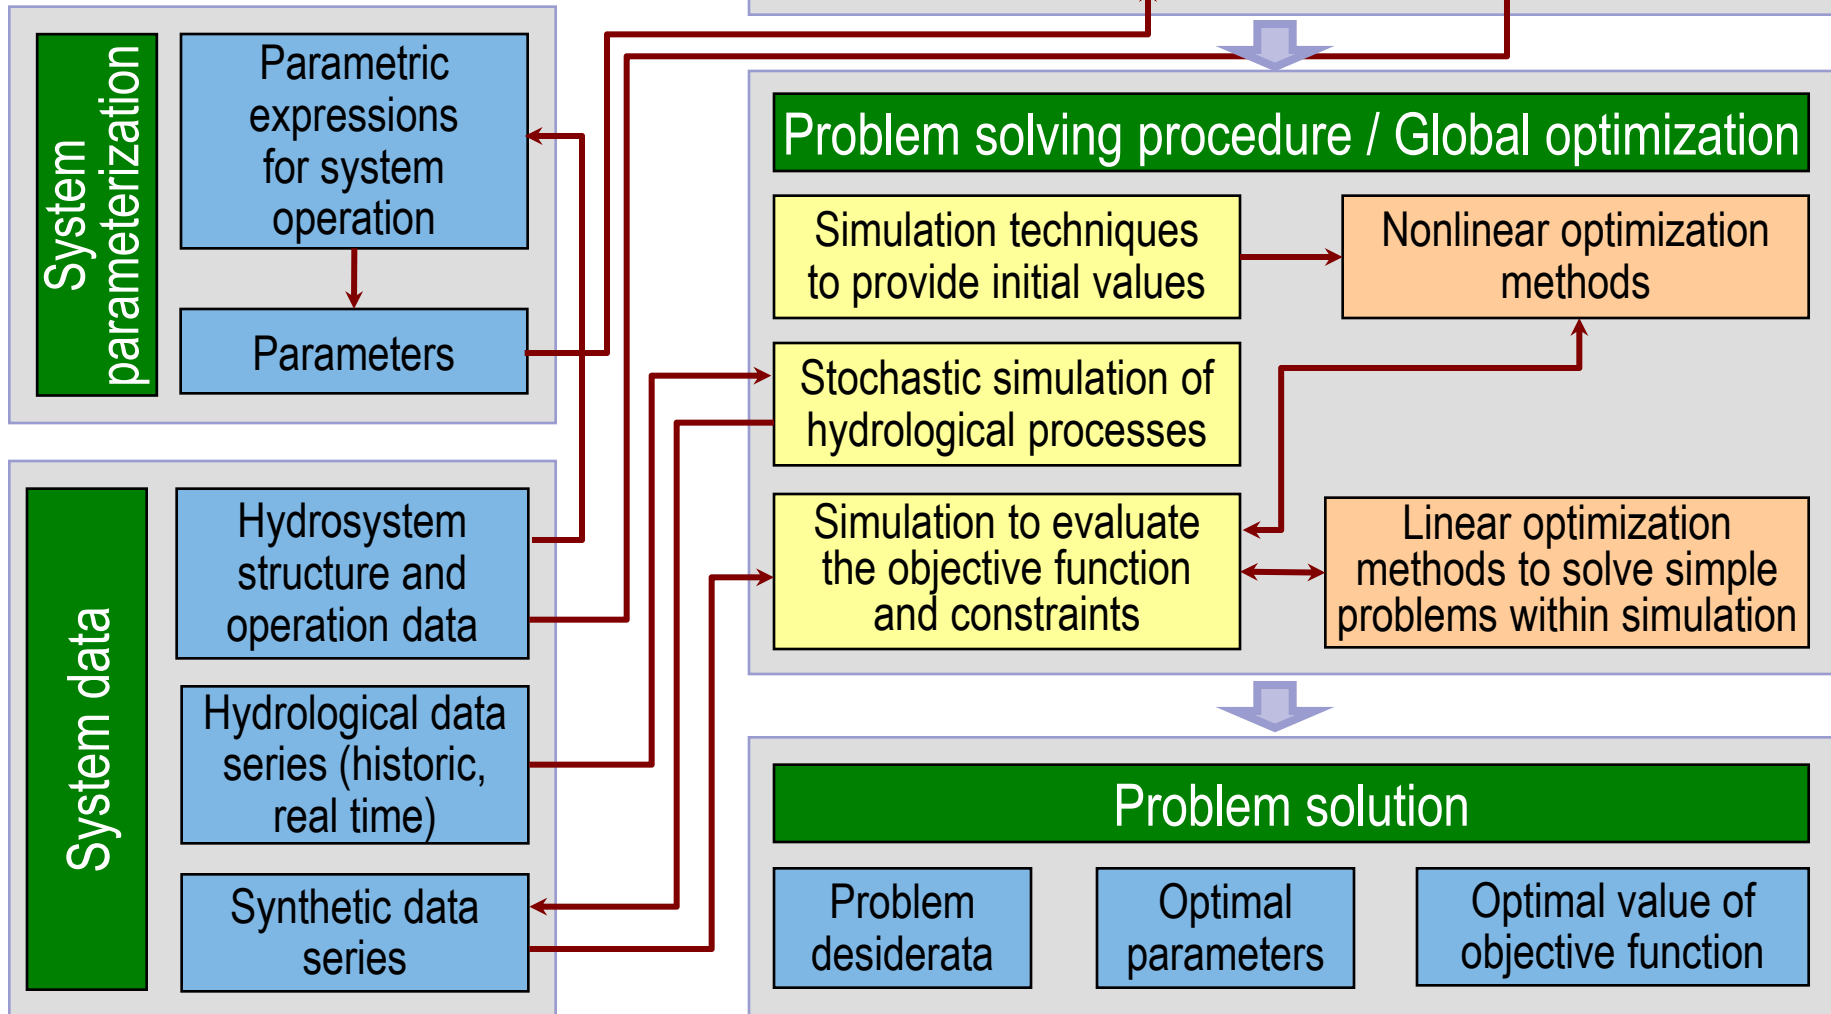 System
parameterization
Parametric
expressions
for system
operation
Parameters
System data
Hydrosystem
structure and
operation data
Hydrological data
series (historic,
real time)
Synthetic data
series
Problem solving procedure / Global optimization
Simulation techniques
to provide initial values
Nonlinear optimization
methods
Stochastic simulation of
hydrological processes
Simulation to evaluate
the objective function
and constraints
Linear optimization
methods to solve simple
problems within simulation
Problem solution
Problem
desiderata
Optimal
parameters
Optimal value of
objective function